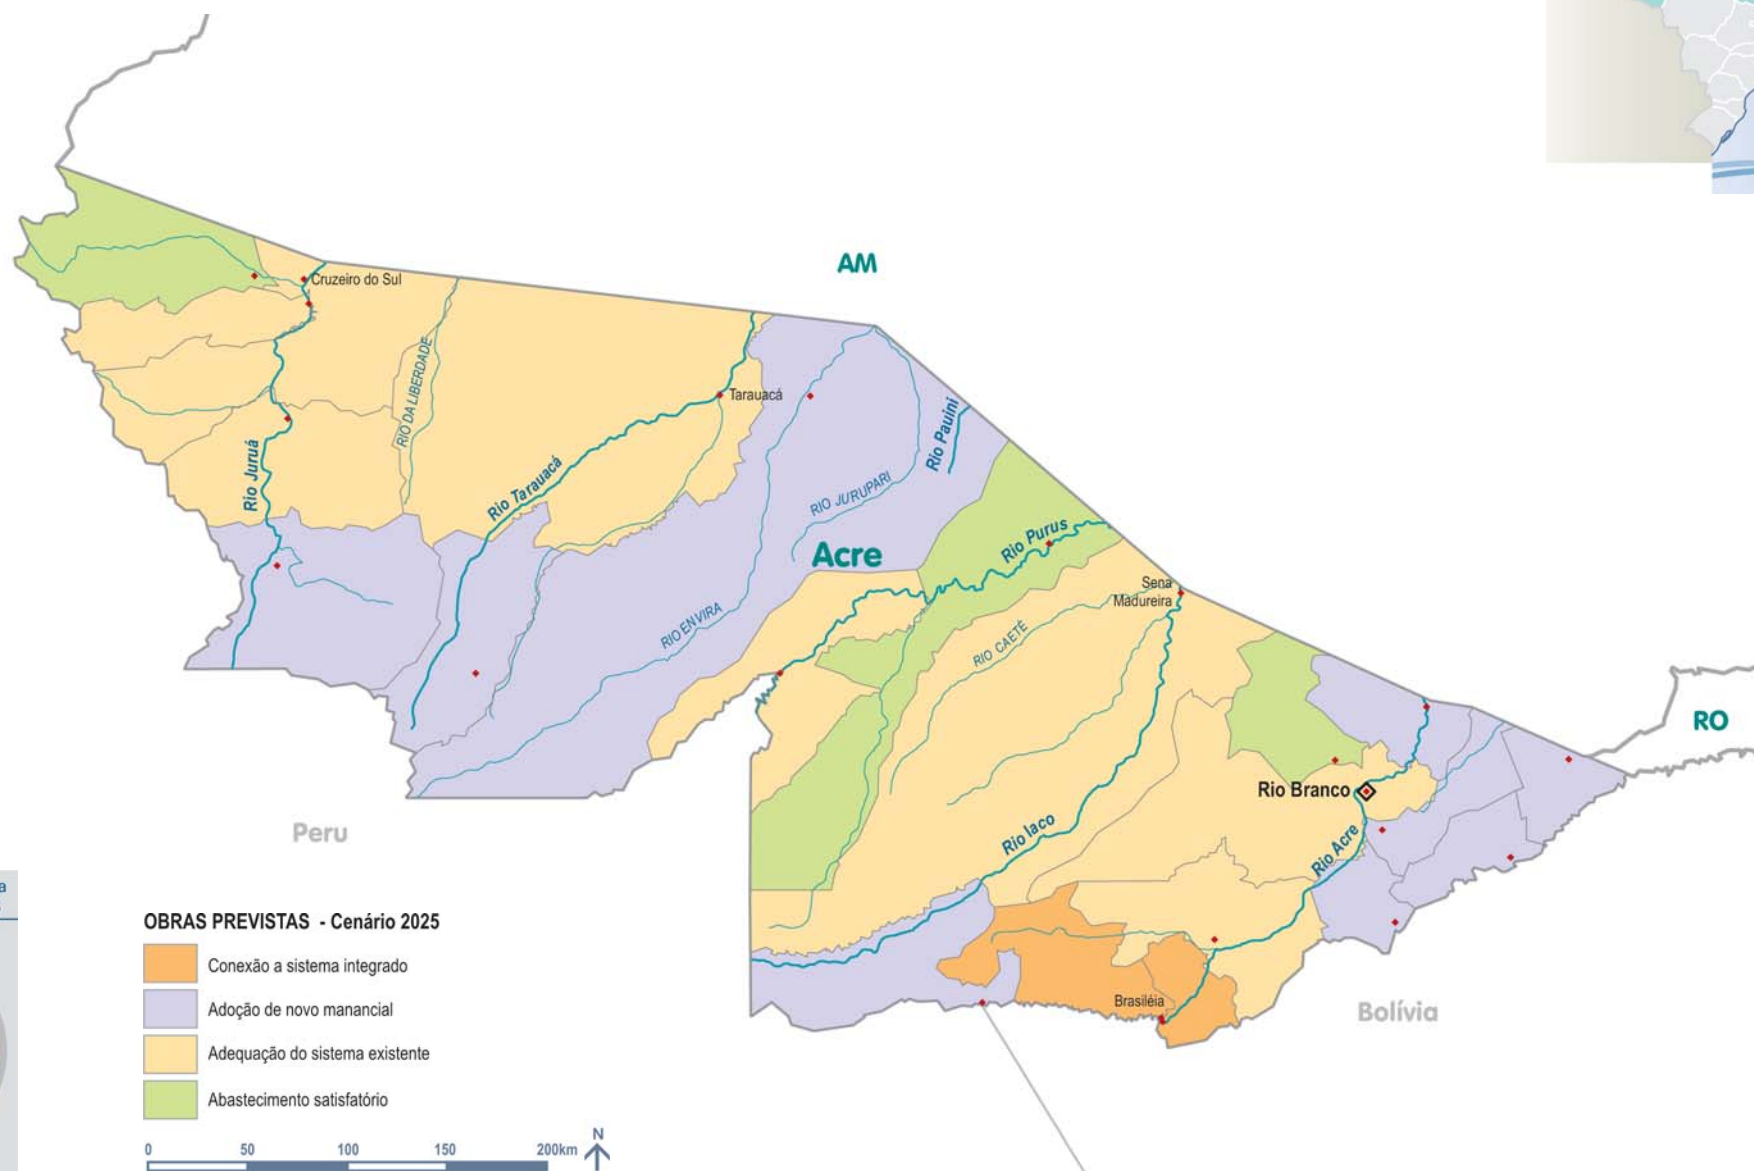 AM
Cruzeiro do Sul
RIO DA LIBERDADE
Tarauacá
Rio Pauini
Rio Juruá
Rio Tarauacá
RIO JURUPARI
Acre
Rio Purus
Sena
Madureira
RIO ENVIRA
RIO CAETÉ
RO
Rio Branco
Peru
Rio Iaco
Rio Acre
a
OBRAS PREVISTAS - Cenário 2025
Conexão a sistema integrado
Brasiléia
Bolívia
Adoção de novo manancial
Adequação do sistema existente
Abastecimento satisfatório
0 50 100 150 200km
N